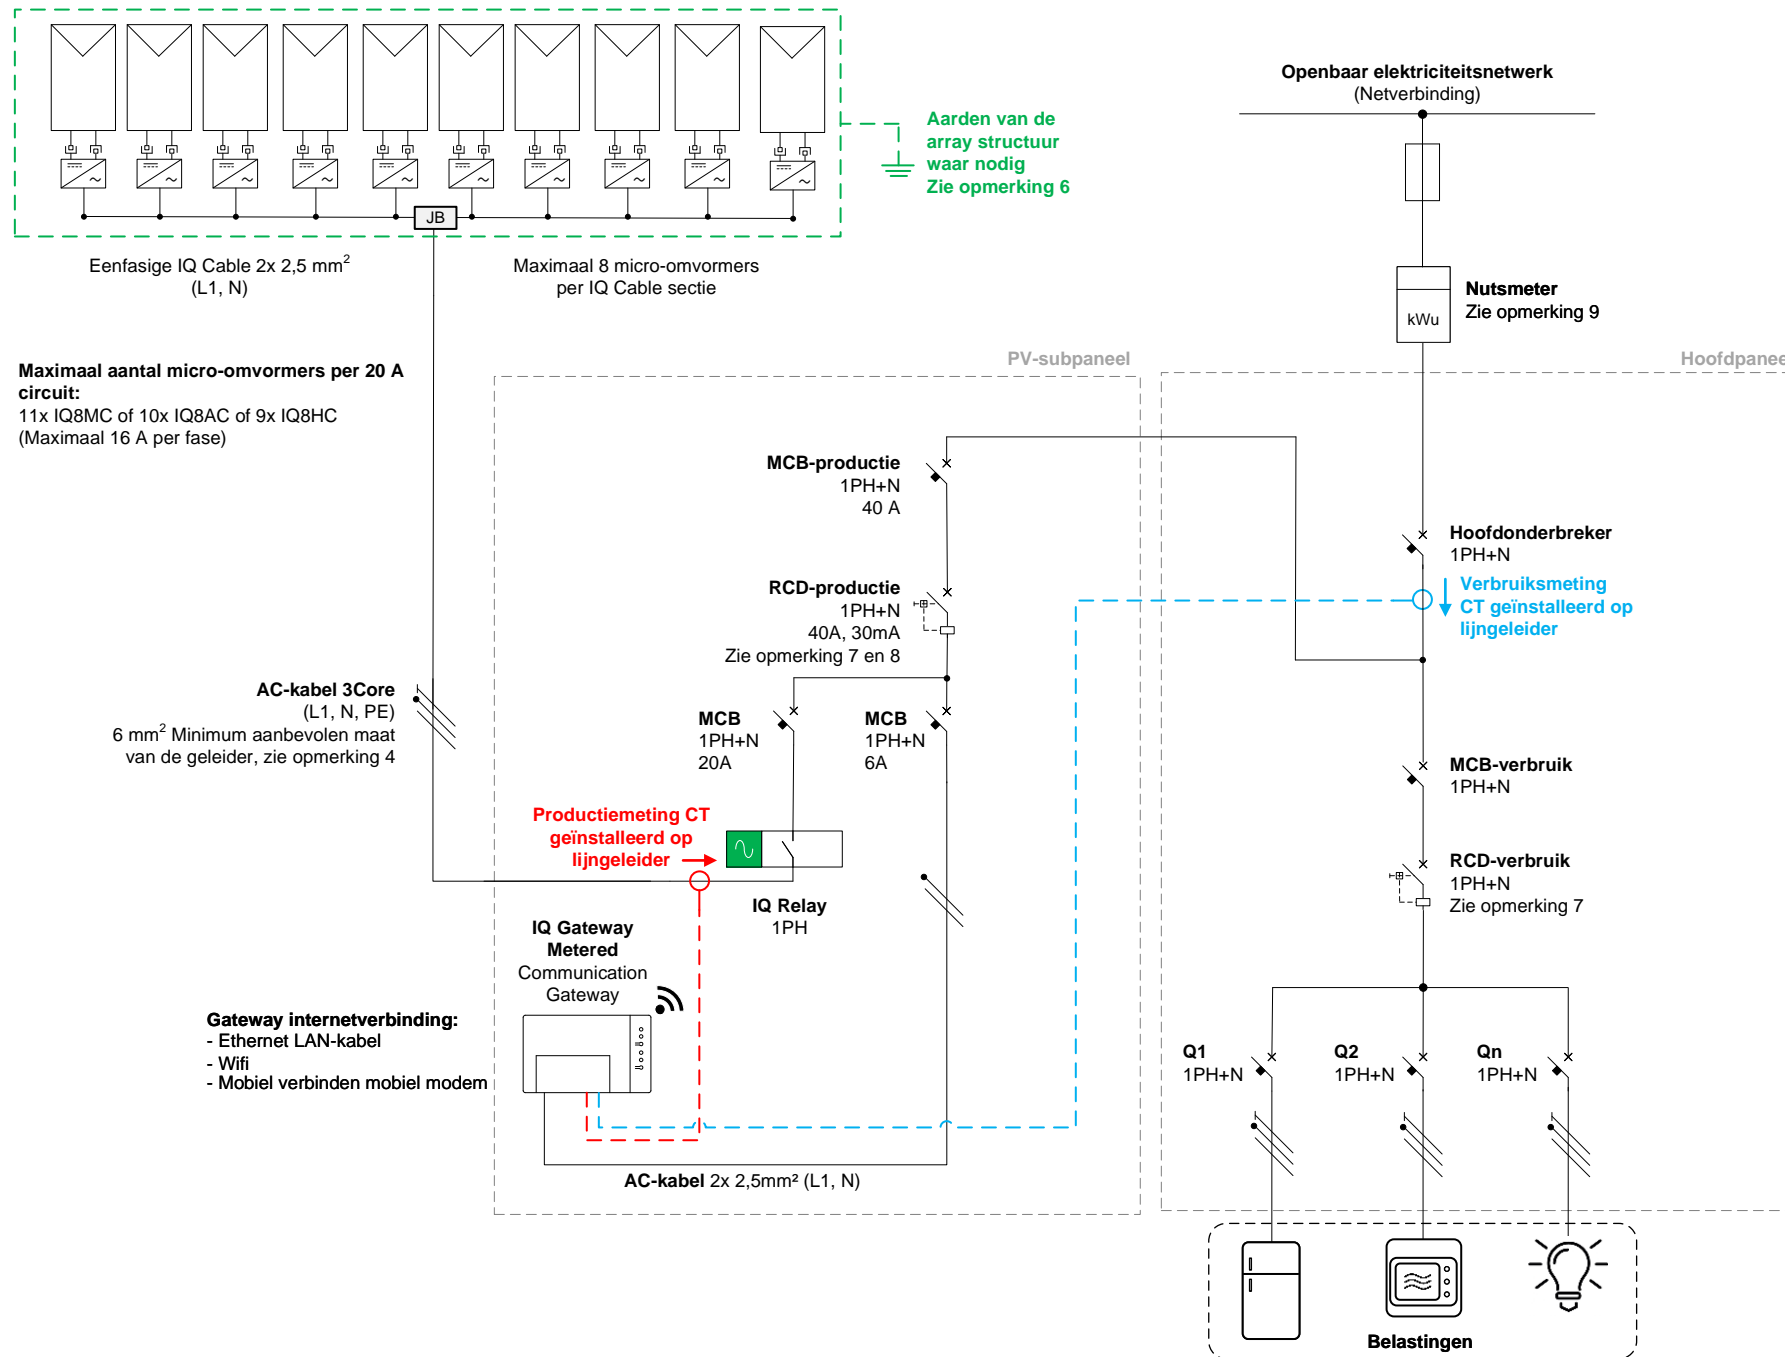 Openbaar elektriciteitsnetwerk
(Netverbinding)
Aarden van de
array structuur
waar nodig
Zie opmerking 6
JB
Eenfasige IQ Cable 2x 2,5 mm²
(L1, N)
Maximaal 8 micro-omvormers
per IQ Cable sectie
Nutsmeter
Zie opmerking 9
kWu
PV-subpaneel
Hoofdpanee
Maximaal aantal micro-omvormers per 20 A
circuit:
11x IQ8MC of 10x IQ8AC of 9x IQ8HC
(Maximaal 16 A per fase)
MCB-productie
1PH+N
40 A
Hoofdonderbreker
1PH+N
RCD-productie
1PH+N
40A, 30mA
Zie opmerking 7 en 8
Verbruiksmeting
CT geïnstalleerd op
lijngeleider
AC-kabel 3Core
(L1, N, PE)
6 mm² Minimum aanbevolen maat
van de geleider, zie opmerking 4
MCB
1PH+N
20A
MCB
1PH+N
6A
MCB-verbruik
1PH+N
Productiemeting CT
geïnstalleerd op
lijngeleider
IQ Relay
1PH
RCD-verbruik
1PH+N
Zie opmerking 7
IQ Gateway
Metered
Communication
Gateway
Gateway internetverbinding:
- Ethernet LAN-kabel
- Wifi
- Mobiel verbinden mobiel modem
Q1
1PH+N
Q2
1PH+N
Qn
1PH+N
AC-kabel 2x 2,5mm² (L1, N)
Belastingen